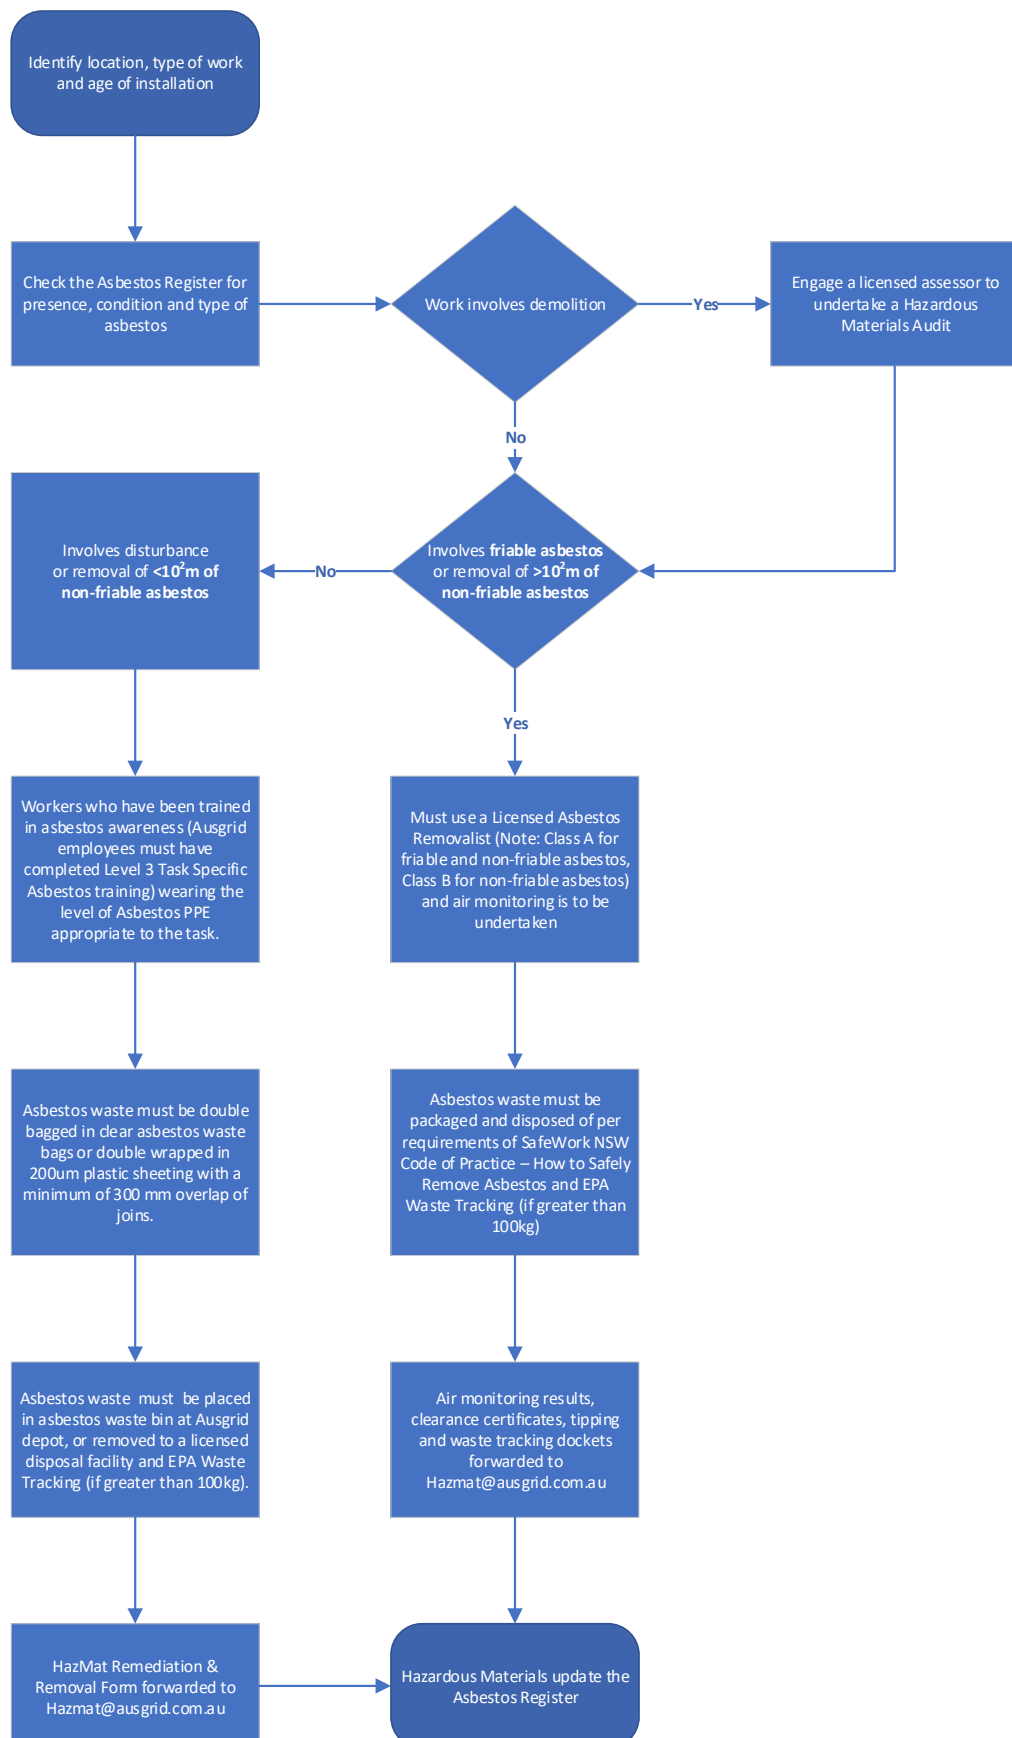 Identify location, type of work
and age of installation
Check the Asbestos Register for
presence, condition and type of
asbestos
Work involves demolition
Yes
Engage a licensed assessor to
undertake a Hazardous
Materials Audit
No
Involves disturbance
or removal of <10²m of
non-friable asbestos
No
Involves friable asbestos
or removal of >10²m of
non-friable asbestos
Yes
Workers who have been trained
in asbestos awareness (Ausgrid
employees must have
completed Level 3 Task Specific
Asbestos training) wearing the
level of Asbestos PPE
appropriate to the task.
Must use a Licensed Asbestos
Removalist (Note: Class A for
friable and non-friable asbestos,
Class B for non-friable asbestos)
and air monitoring is to be
undertaken
Asbestos waste must be double
bagged in clear asbestos waste
bags or double wrapped in
200um plastic sheeting with a
minimum of 300 mm overlap of
joins.
Asbestos waste must be
packaged and disposed of per
requirements of SafeWork NSW
Code of Practice – How to Safely
Remove Asbestos and EPA
Waste Tracking (if greater than
100kg)
Asbestos waste must be placed
in asbestos waste bin at Ausgrid
depot, or removed to a licensed
disposal facility and EPA Waste
Tracking (if greater than 100kg).
Air monitoring results,
clearance certificates, tipping
and waste tracking dockets
forwarded to
Hazmat@ausgrid.com.au
HazMat Remediation &
Removal Form forwarded to
Hazmat@ausgrid.com.au
Hazardous Materials update the
Asbestos Register